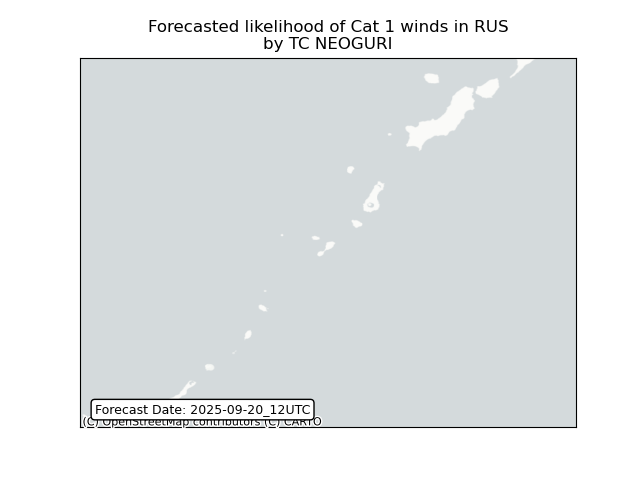 Forecasted likelihood of Cat 1 winds in RUS
by TC NEOGURI
Forecast Date: 2025-09-20_12UTC
(C) OpenStreetMap contributors (C) CARTO